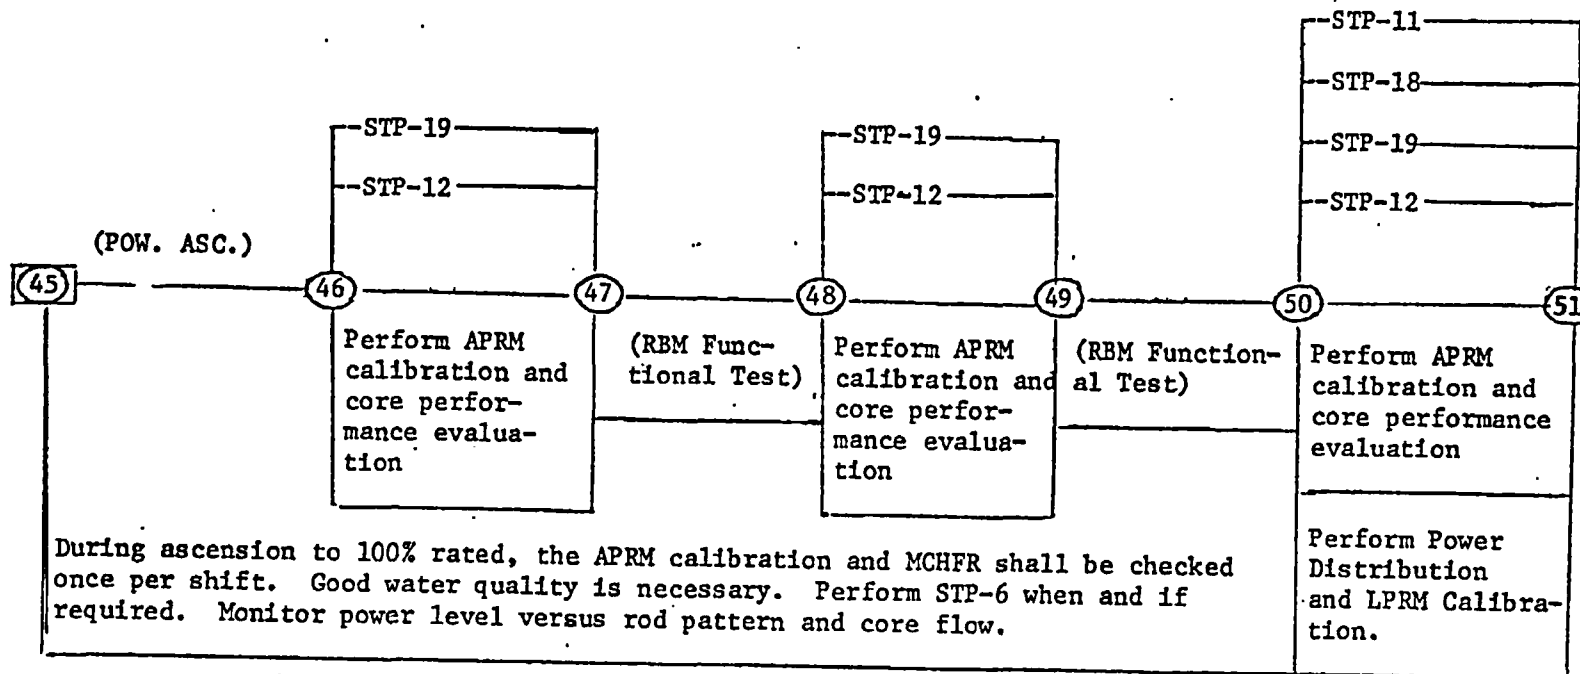 --STP-11
--STP-18
--STP-19
--STP-12
--STP-19
--STP-12
--STP-19
--STP-12
(POW. ASC.)
45
46
47
48
49
50
51
Perform APRM
calibration and
core perfor-
mance evalua-
tion
(RBM Func-
tional Test)
Perform APRM
calibration and
core perfor-
mance evalua-
tion
(RBM Function-
al Test)
Perform APRM
calibration and
core performance
evaluation
Perform Power
Distribution
and LPRM Calibra-
tion.
During ascension to 100% rated, the APRM calibration and MCHFR shall be checked
once per shift. Good water quality is necessary. Perform STP-6 when and if
required. Monitor power level versus rod pattern and core flow.